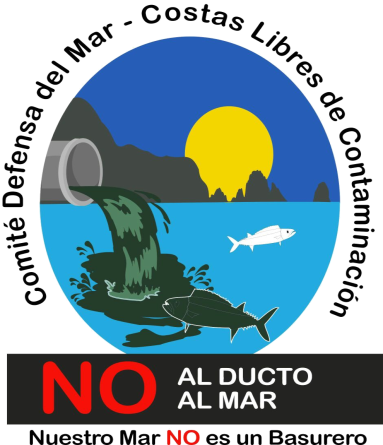 Comité Defensa del Mar - Costas Libres de Contaminación
NO AL DUCTO
AL MAR
Nuestro Mar NO es un Basurero